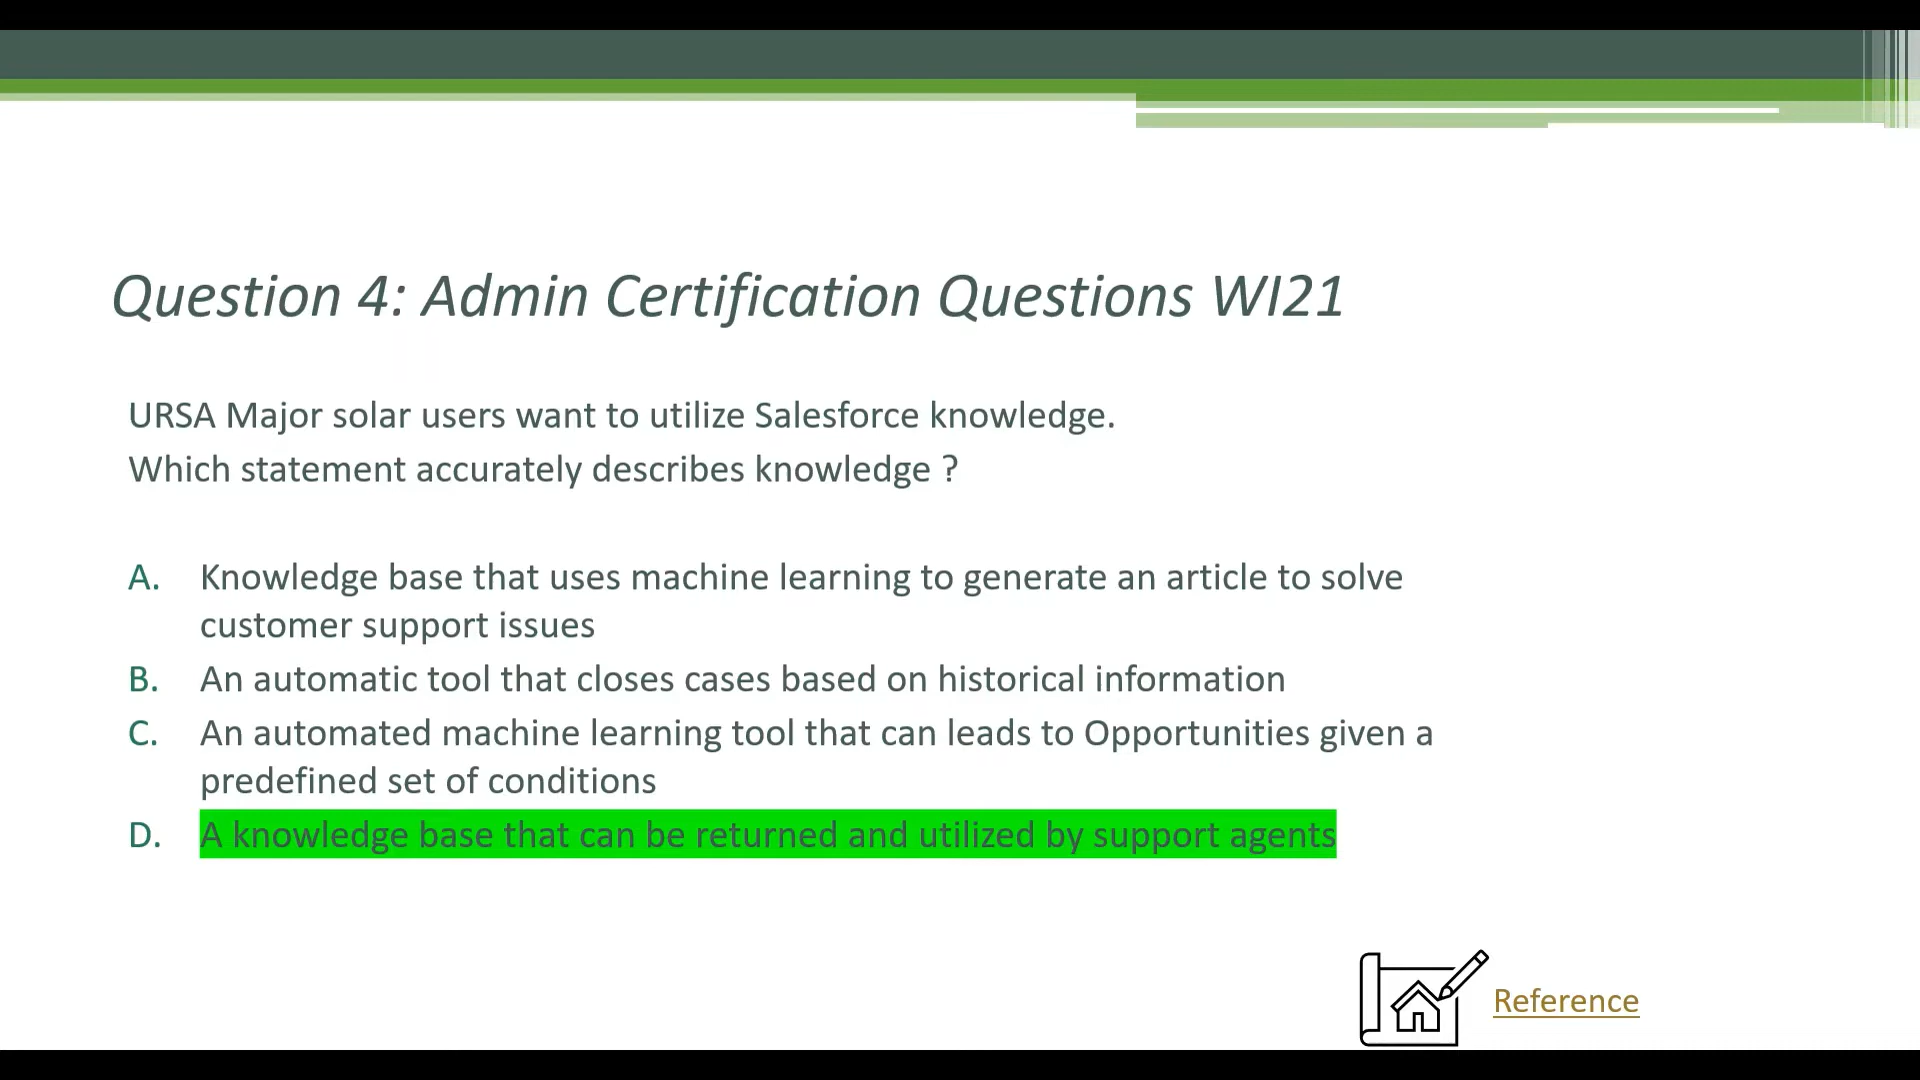 Question 4: Admin Certification Questions WI21
URSA Major solar users want to utilize Salesforce knowledge.
Which statement accurately describes knowledge ?
A. Knowledge base that uses machine learning to generate an article to solve
customer support issues
B. An automatic tool that closes cases based on historical information
C. An automated machine learning tool that can leads to Opportunities given a
predefined set of conditions
D. A knowledge base that can be returned and utilized by support agents
Reference